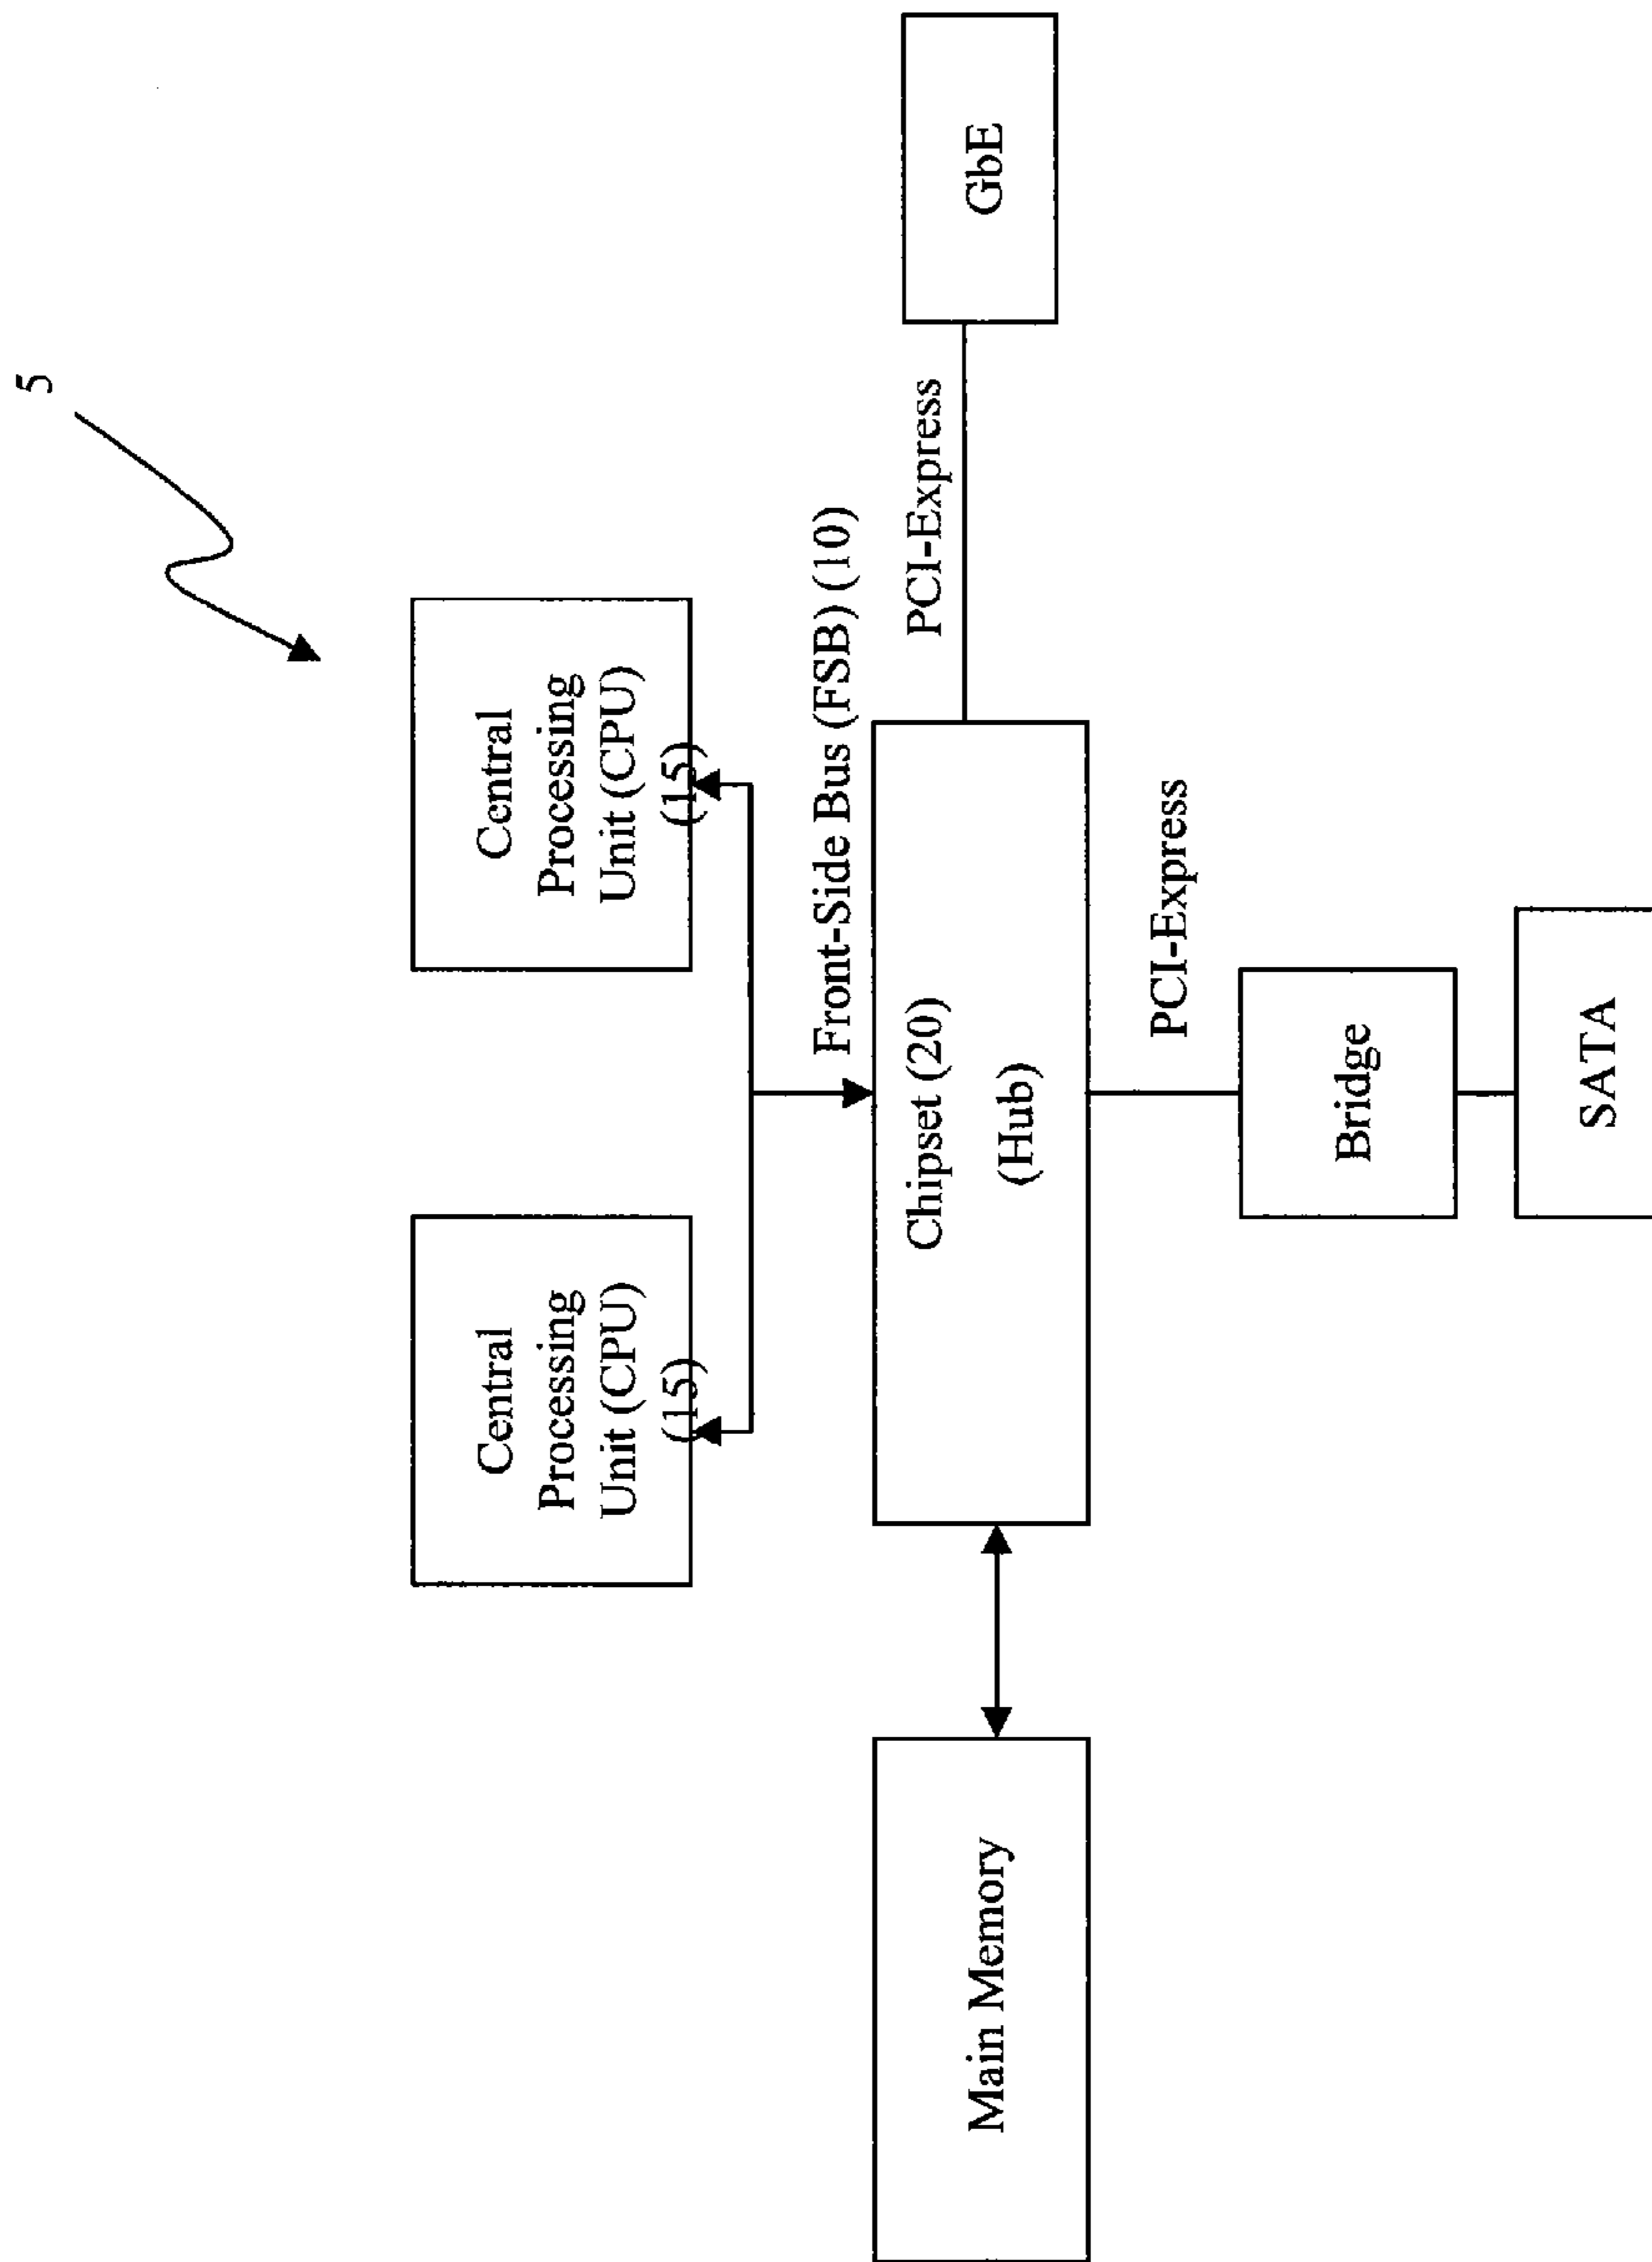 5
Central
Processing
Unit (CPU)
(15)
Central
Processing
Unit (CPU)
(15)
Front-Side Bus (FSB) (10)
Main Memory
Chipset (20)
(Hub)
PCI-Express
GbE
PCI-Express
Bridge
SATA